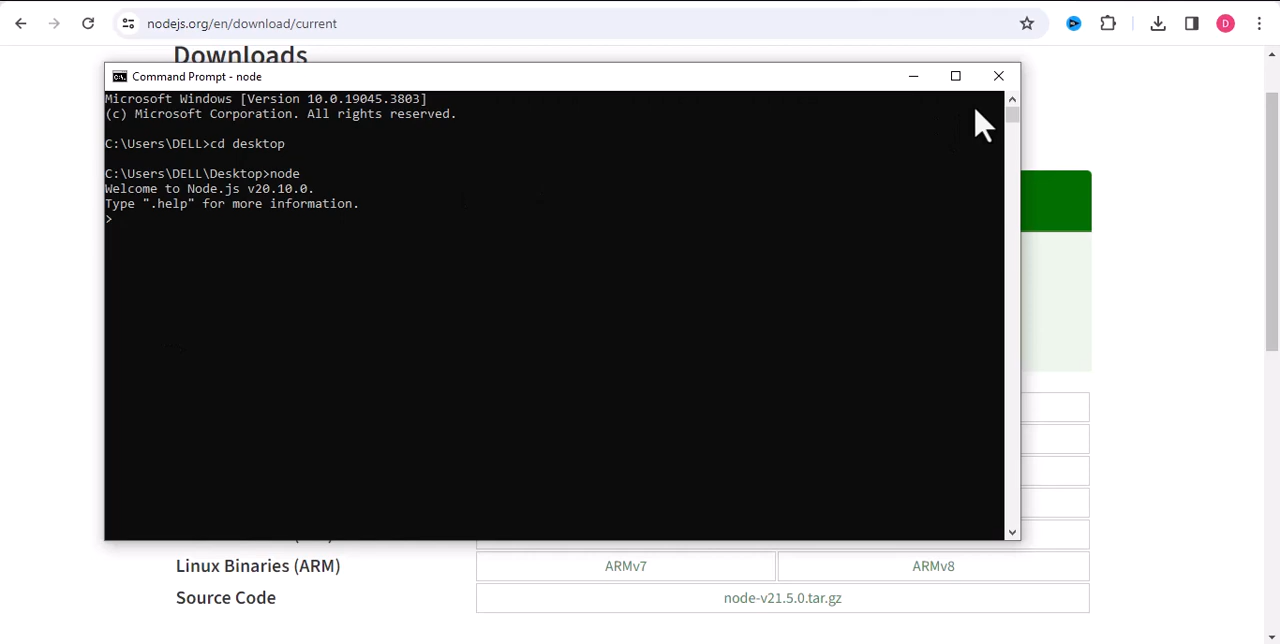 nodejs.org/en/download/current
D
Downloads
Command Prompt - node
Microsoft Windows [Version 10.0.19045.3803]
(c) Microsoft Corporation. All rights reserved.
C:\Users\DELL>cd desktop
C:\Users\DELL\Desktop>node
Welcome to Node.js v20.10.0.
Type ".help" for more information.
>
Linux Binaries (ARM)
ARMv7
ARMv8
Source Code
node-v21.5.0.tar.gz